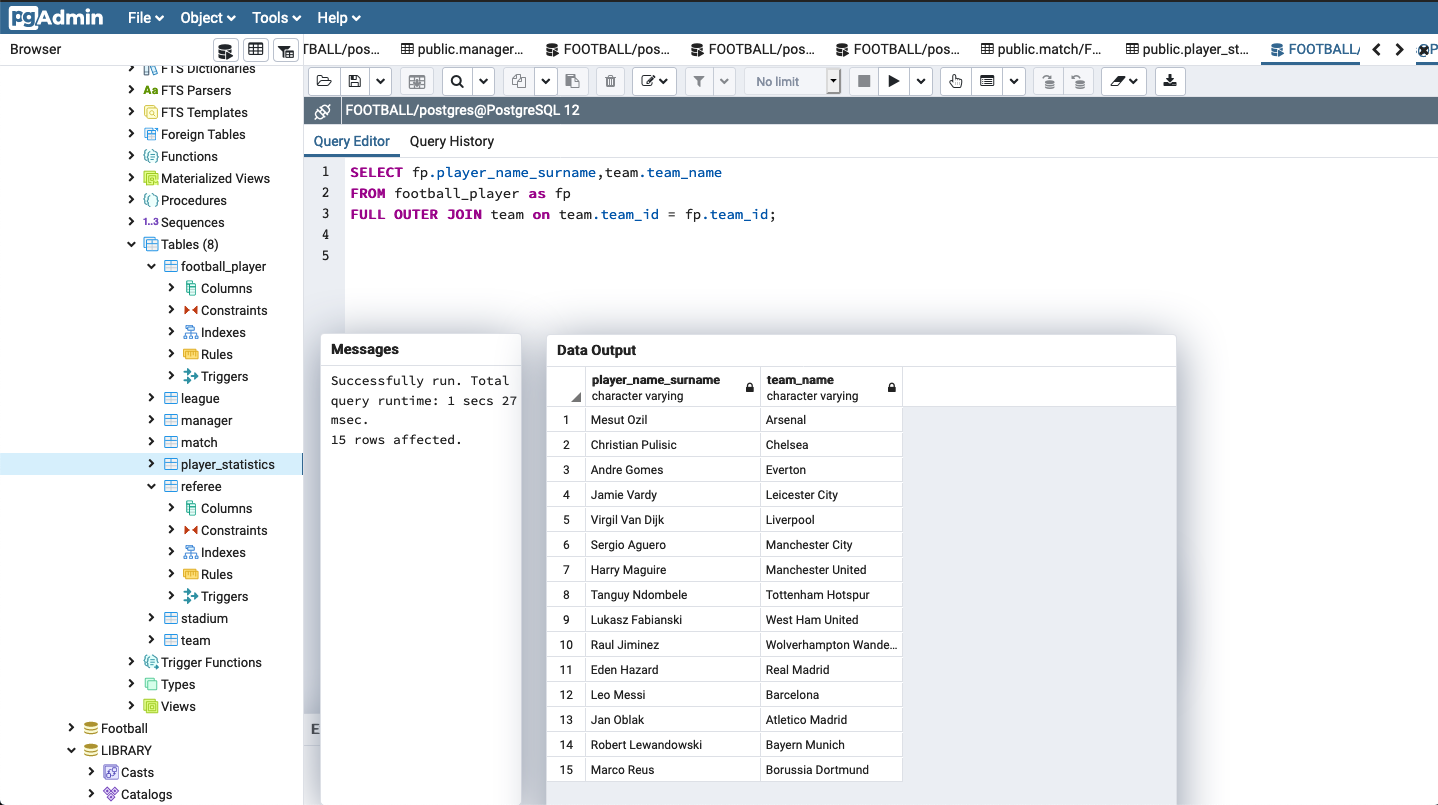 pgAdmin File Object Tools Help
Browser
TBALL/pos... public.manager... FOOTBALL/pos... FOOTBALL/pos... FOOTBALL/pos... public.match/F... public.player_st... FOOTBALL/
No limit
FOOTBALL/postgres@PostgreSQL 12
Query Editor Query History
1 SELECT fp.player_name_surname,team.team_name
2 FROM football_player as fp
3 FULL OUTER JOIN team on team.team_id = fp.team_id;
4
5
FTS Dictionaries
Aa FTS Parsers
FTS Templates
Foreign Tables
Functions
Materialized Views
Procedures
1..3 Sequences
Tables (8)
football_player
Columns
Constraints
Indexes
Rules
Triggers
league
manager
match
player_statistics
referee
Columns
Constraints
Indexes
Rules
Triggers
stadium
team
Trigger Functions
Types
Views
Football
LIBRARY
Casts
Catalogs
Messages
Successfully run. Total
query runtime: 1 secs 27
msec.
15 rows affected.
E
Data Output
player_name_surname team_name
character varying character varying
1 Mesut Ozil Arsenal
2 Christian Pulisic Chelsea
3 Andre Gomes Everton
4 Jamie Vardy Leicester City
5 Virgil Van Dijk Liverpool
6 Sergio Aguero Manchester City
7 Harry Maguire Manchester United
8 Tanguy Ndombele Tottenham Hotspur
9 Lukasz Fabianski West Ham United
10 Raul Jiminez Wolverhampton Wande...
11 Eden Hazard Real Madrid
12 Leo Messi Barcelona
13 Jan Oblak Atletico Madrid
14 Robert Lewandowski Bayern Munich
15 Marco Reus Borussia Dortmund